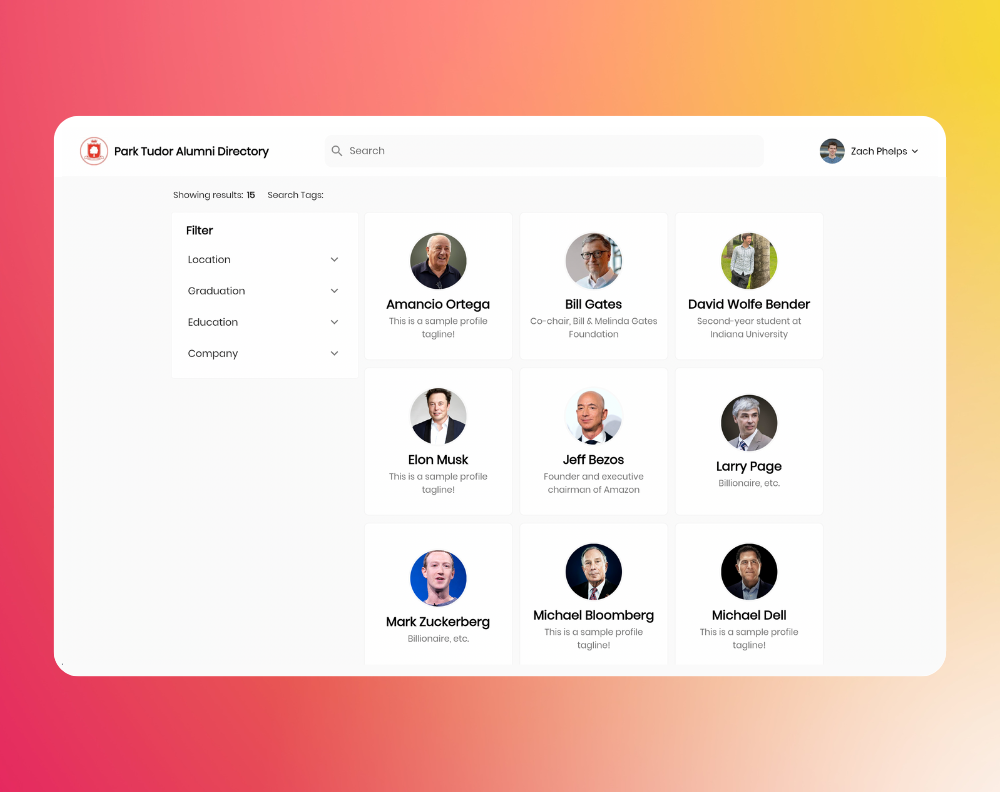 Park Tudor Alumni Directory
Search
Zach Phelps
Showing results: 15 Search Tags:
Filter
Location
Graduation
Education
Company
Amancio Ortega
This is a sample profile
tagline!
Bill Gates
Co-chair, Bill & Melinda Gates
Foundation
David Wolfe Bender
Second-year student at
Indiana University
Elon Musk
This is a sample profile
tagline!
Jeff Bezos
Founder and executive
chairman of Amazon
Larry Page
Billionaire, etc.
Mark Zuckerberg
Billionaire, etc.
Michael Bloomberg
This is a sample profile
tagline!
Michael Dell
This is a sample profile
tagline!